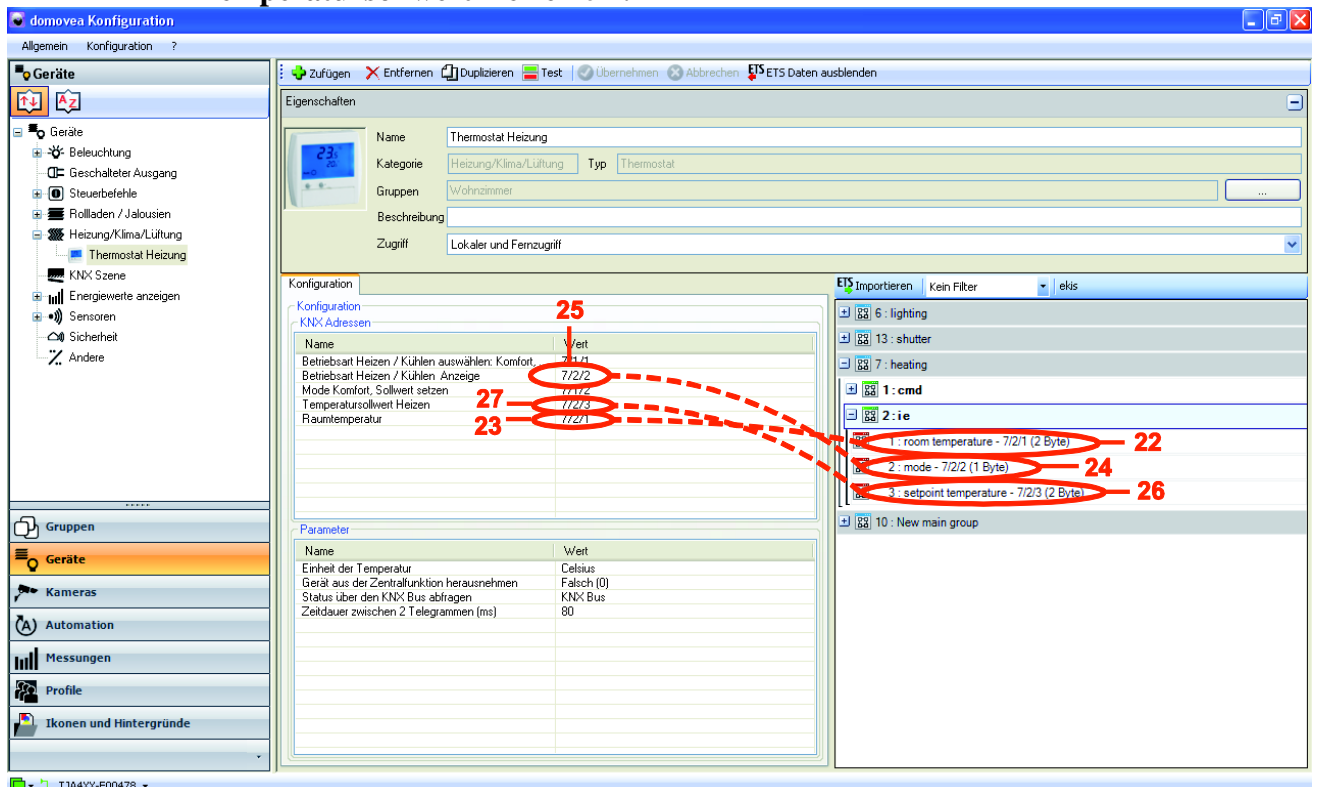 domovea Konfiguration
Allgemein Konfiguration ?
Geräte
Geräte
Beleuchtung
Geschalteter Ausgang
Steuerbefehle
Rollladen / Jalousien
Heizung/Klima/Lüftung
Thermostat Heizung
KNX Szene
Energiewerte anzeigen
Sensoren
Sicherheit
Andere
Gruppen
Geräte
Kameras
Automation
Messungen
Profile
Ikonen und Hintergründe
Zufügen Entfernen Duplizieren Test Übernehmen Abbrechen ETS ETS Daten ausblenden
Eigenschaften
Name Thermostat Heizung
Kategorie Heizung/Klima/Lüftung Typ Thermostat
Gruppen Wohnzimmer ...
Beschreibung
Zugriff Lokaler und Fernzugriff
Konfiguration
Konfiguration
KNX Adressen
25
Name Wert
Betriebsart Heizen / Kühlen auswählen: Komfort, ... 7/1/1
Betriebsart Heizen / Kühlen Anzeige 7/2/2
Mode Komfort, Sollwert setzen 7/1/2
Temperatursollwert Heizen 27 7/2/3
Raumtemperatur 23 7/2/1
Parameter
Name Wert
Einheit der Temperatur Celsius
Gerät aus der Zentralfunktion herausnehmen Falsch (0)
Status über den KNX Bus abfragen KNX Bus
Zeitdauer zwischen 2 Telegrammen (ms) 80
ETS Importieren Kein Filter ekis
6 : lighting
13 : shutter
7 : heating
1 : cmd
2 : ie
1 : room temperature - 7/2/1 (2 Byte) 22
2 : mode - 7/2/2 (1 Byte) 24
3 : setpoint temperature - 7/2/3 (2 Byte) 26
10 : New main group